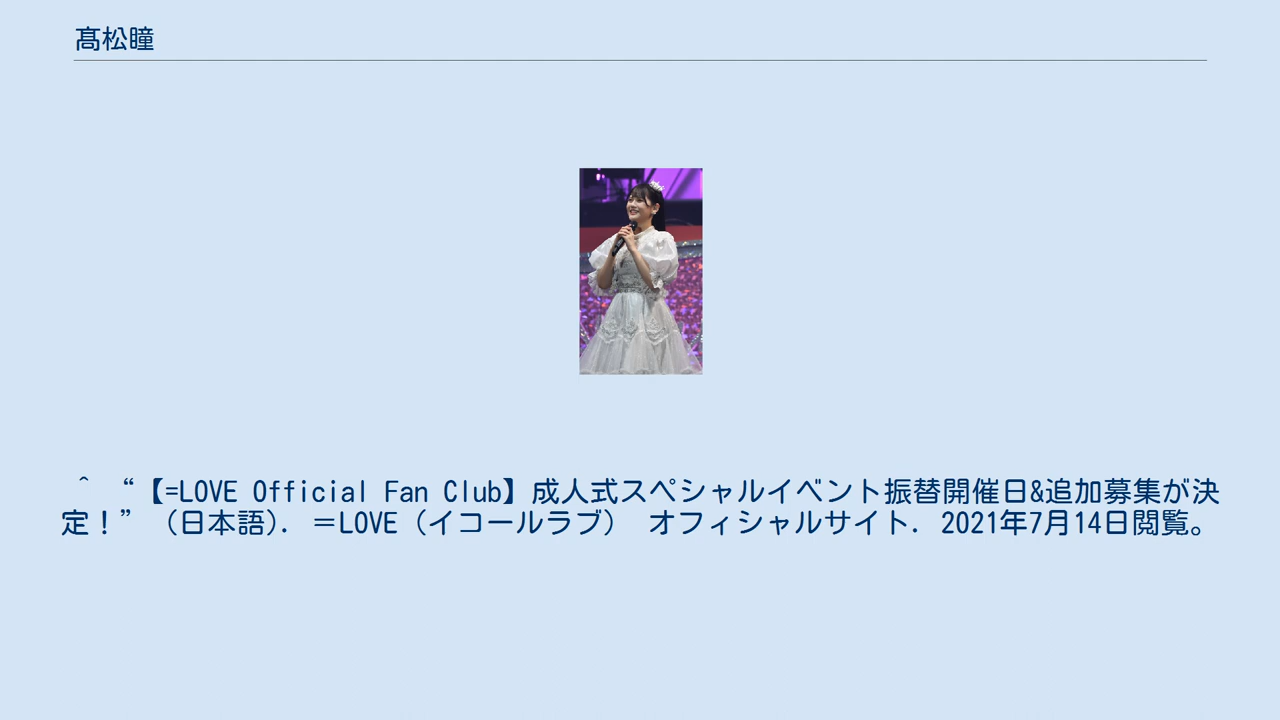 髙松瞳
^ “【=LOVE Official Fan Club】成人式スペシャルイベント振替開催日&追加募集が決
定！” (日本語). ＝LOVE（イコールラブ） オフィシャルサイト. 2021年7月14日閲覧。